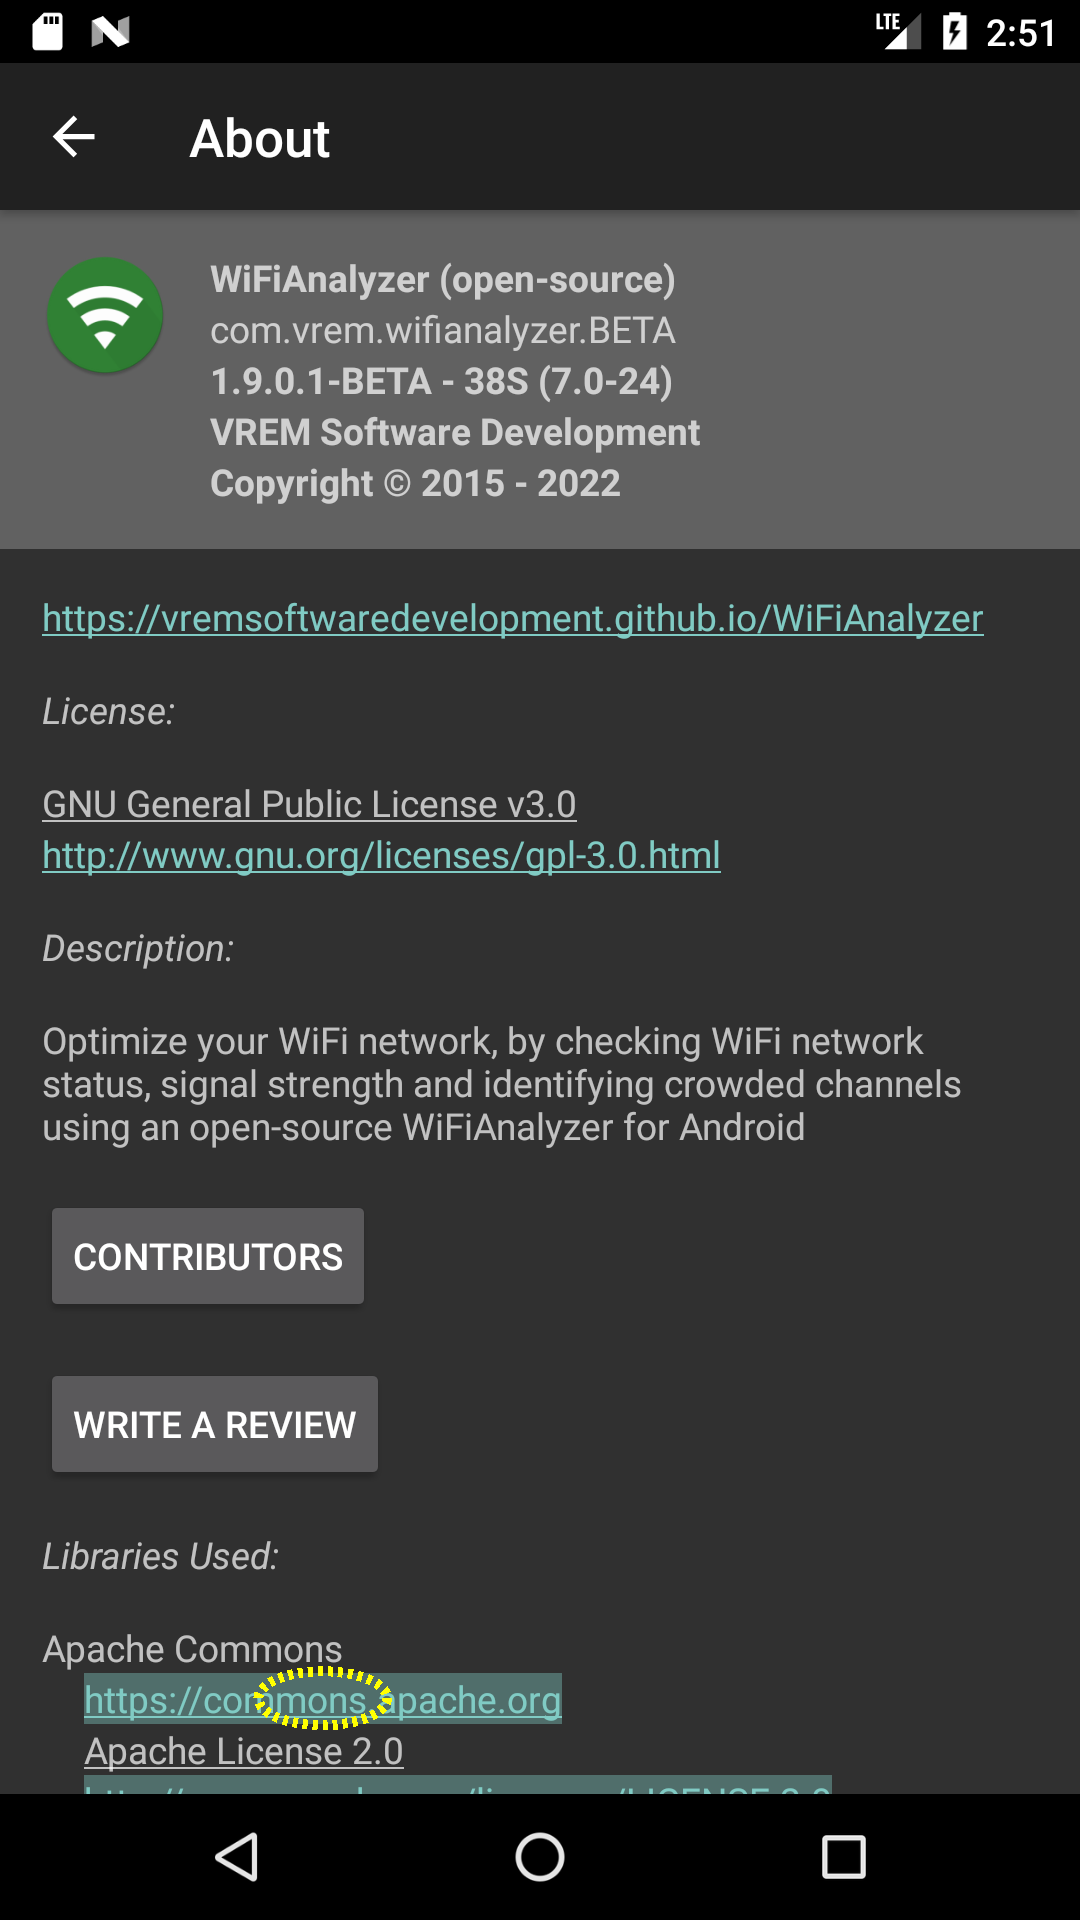 LTE 2:51
About
WiFiAnalyzer (open-source)
com.vrem.wifianalyzer.BETA
1.9.0.1-BETA - 38S (7.0-24)
VREM Software Development
Copyright © 2015 - 2022
https://vremsoftwaredevelopment.github.io/WiFiAnalyzer
License:
GNU General Public License v3.0
http://www.gnu.org/licenses/gpl-3.0.html
Description:
Optimize your WiFi network, by checking WiFi network
status, signal strength and identifying crowded channels
using an open-source WiFiAnalyzer for Android
CONTRIBUTORS
WRITE A REVIEW
Libraries Used:
Apache Commons
https://commons.apache.org
Apache License 2.0